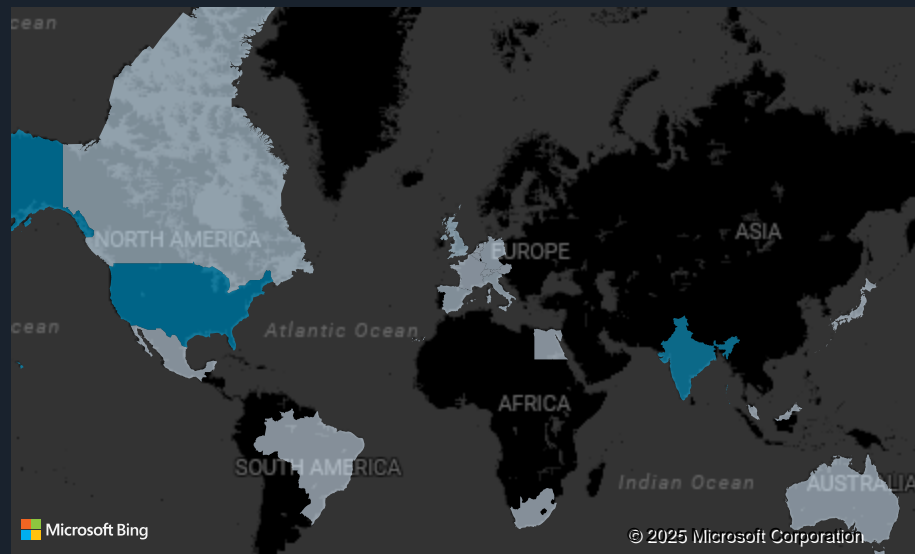 cean
NORTH AMERICA
EUROPE
ASIA
cean
Atlantic Ocean
AFRICA
SOUTH AMERICA
Indian Ocean
AUSTRALIA
Microsoft Bing
© 2025 Microsoft Corporation